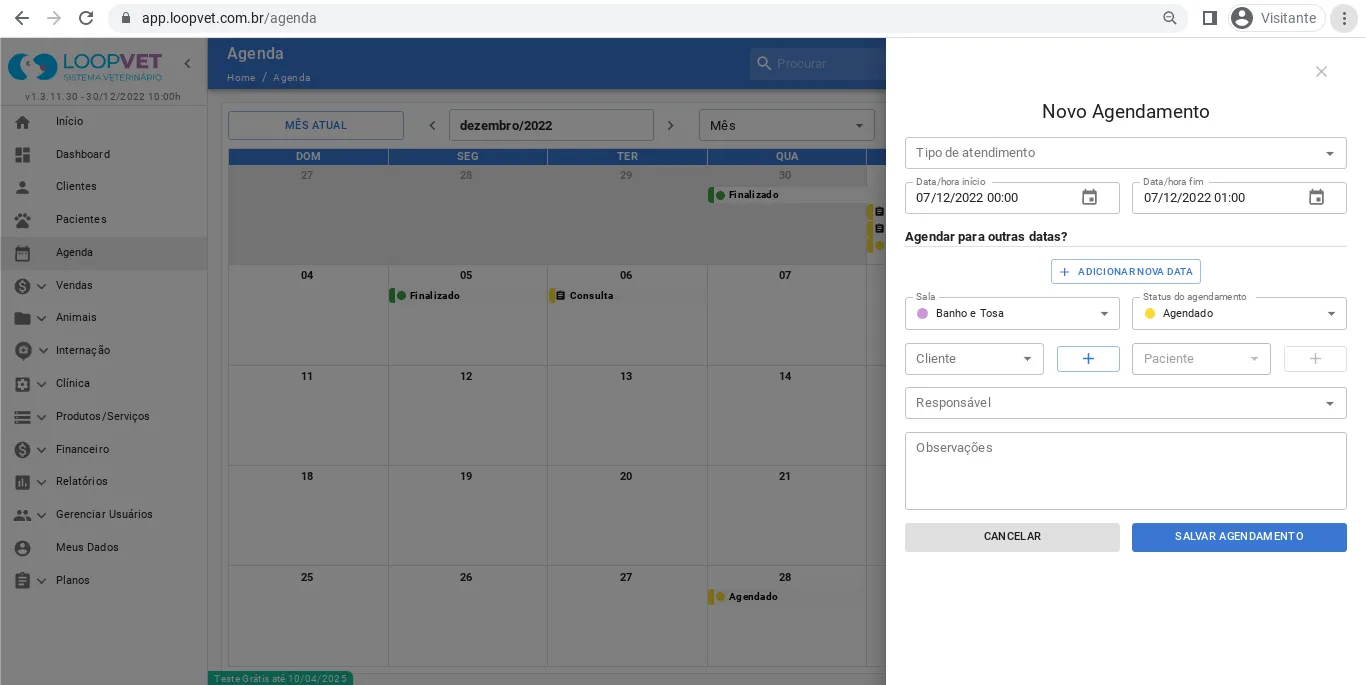 app.loopvet.com.br/agenda
Visitante
LOOPVET
SISTEMA VETERINÁRIO
v1.3.11.30 - 30/12/2022 10:00h
Início
Dashboard
Clientes
Pacientes
Agenda
Vendas
Animais
Internação
Clínica
Produtos/Serviços
Financeiro
Relatórios
Gerenciar Usuários
Meus Dados
Planos
Agenda
Home / Agenda
Procurar
MÊS ATUAL
dezembro/2022
Mês
DOM SEG TER QUA
27 28 29 30
Finalizado
04 05 06 07
Finalizado Consulta
11 12 13 14
18 19 20 21
25 26 27 28
Agendado
Teste Grátis até 10/04/2025
Novo Agendamento
Tipo de atendimento
Data/hora início Data/hora fim
07/12/2022 00:00 07/12/2022 01:00
Agendar para outras datas?
+ ADICIONAR NOVA DATA
Sala Status do agendamento
Banho e Tosa Agendado
Cliente + Paciente +
Responsável
Observações
CANCELAR SALVAR AGENDAMENTO